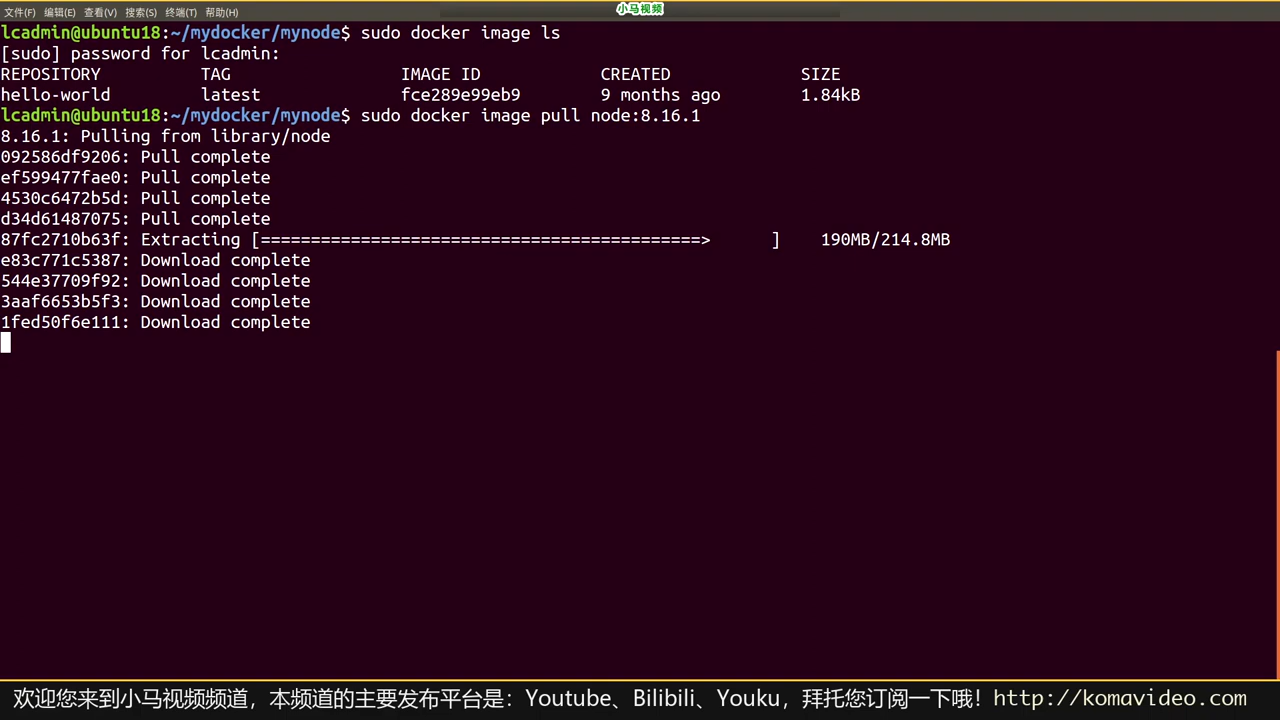 小马视频
文件(F) 编辑(E) 查看(V) 搜索(S) 终端(T) 帮助(H)
lcadmin@ubuntu18:~/mydocker/mynode$ sudo docker image ls
[sudo] password for lcadmin:
REPOSITORY TAG IMAGE ID CREATED SIZE
hello-world latest fce289e99eb9 9 months ago 1.84kB
lcadmin@ubuntu18:~/mydocker/mynode$ sudo docker image pull node:8.16.1
8.16.1: Pulling from library/node
092586df9206: Pull complete
ef599477fae0: Pull complete
4530c6472b5d: Pull complete
d34d61487075: Pull complete
87fc2710b63f: Extracting [============================================>      ] 190MB/214.8MB
e83c771c5387: Download complete
544e37709f92: Download complete
3aaf6653b5f3: Download complete
1fed50f6e111: Download complete
欢迎您来到小马视频频道，本频道的主要发布平台是：Youtube、Bilibili、Youku，拜托您订阅一下哦！http://komavideo.com